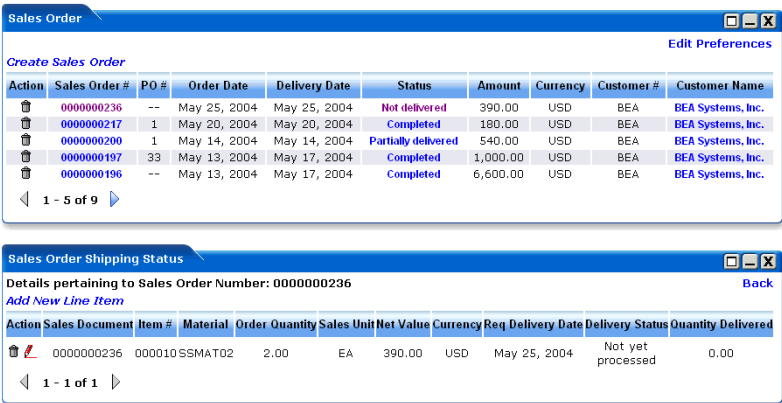 Sales Order
Edit Preferences
Create Sales Order
Action Sales Order # PO # Order Date Delivery Date Status Amount Currency Customer # Customer Name
0000000236 -- May 25, 2004 May 25, 2004 Not delivered 390.00 USD BEA BEA Systems, Inc.
0000000217 1 May 20, 2004 May 20, 2004 Completed 180.00 USD BEA BEA Systems, Inc.
0000000200 1 May 14, 2004 May 14, 2004 Partially delivered 540.00 USD BEA BEA Systems, Inc.
0000000197 33 May 13, 2004 May 17, 2004 Completed 1,000.00 USD BEA BEA Systems, Inc.
0000000196 -- May 13, 2004 May 17, 2004 Completed 6,600.00 USD BEA BEA Systems, Inc.
1 - 5 of 9
Sales Order Shipping Status
Details pertaining to Sales Order Number: 0000000236 Back
Add New Line Item
Action Sales Document Item # Material Order Quantity Sales Unit Net Value Currency Req Delivery Date Delivery Status Quantity Delivered
0000000236 000010 SSMAT02 2.00 EA 390.00 USD May 25, 2004 Not yet processed 0.00
1 - 1 of 1